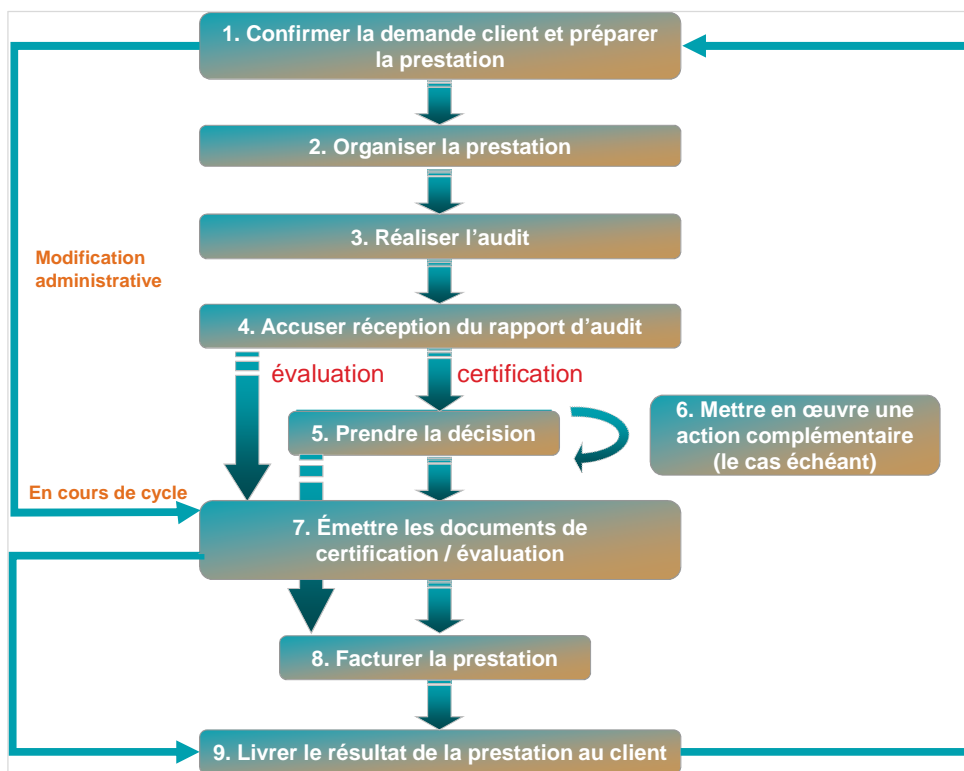 1. Confirmer la demande client et préparer
la prestation
2. Organiser la prestation
3. Réaliser l’audit
Modification
administrative
4. Accuser réception du rapport d’audit
évaluation
certification
5. Prendre la décision
6. Mettre en œuvre une
action complémentaire
(le cas échéant)
En cours de cycle
7. Émettre les documents de
certification / évaluation
8. Facturer la prestation
9. Livrer le résultat de la prestation au client